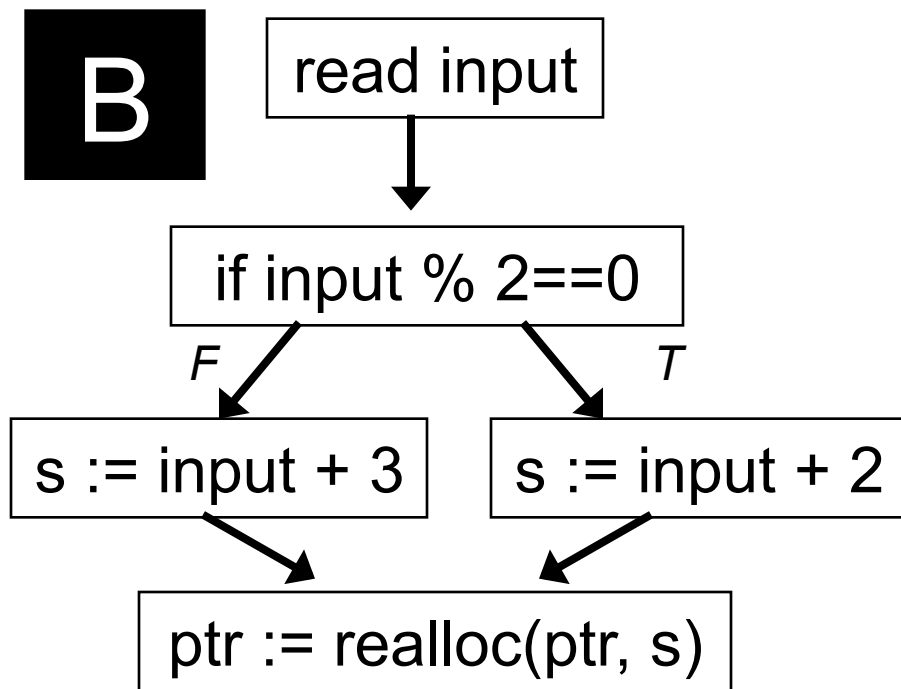 B
read input
if input % 2==0
F
T
s := input + 3
s := input + 2
ptr := realloc(ptr, s)